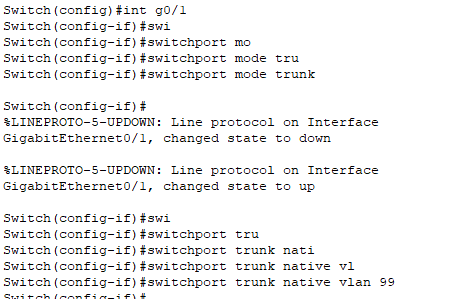 Switch(config)#int g0/1
Switch(config-if)#swi
Switch(config-if)#switchport mo
Switch(config-if)#switchport mode tru
Switch(config-if)#switchport mode trunk
Switch(config-if)#
%LINEPROTO-5-UPDOWN: Line protocol on Interface
GigabitEthernet0/1, changed state to down
%LINEPROTO-5-UPDOWN: Line protocol on Interface
GigabitEthernet0/1, changed state to up
Switch(config-if)#swi
Switch(config-if)#switchport tru
Switch(config-if)#switchport trunk nati
Switch(config-if)#switchport trunk native vl
Switch(config-if)#switchport trunk native vlan 99
Switch(config-if)#